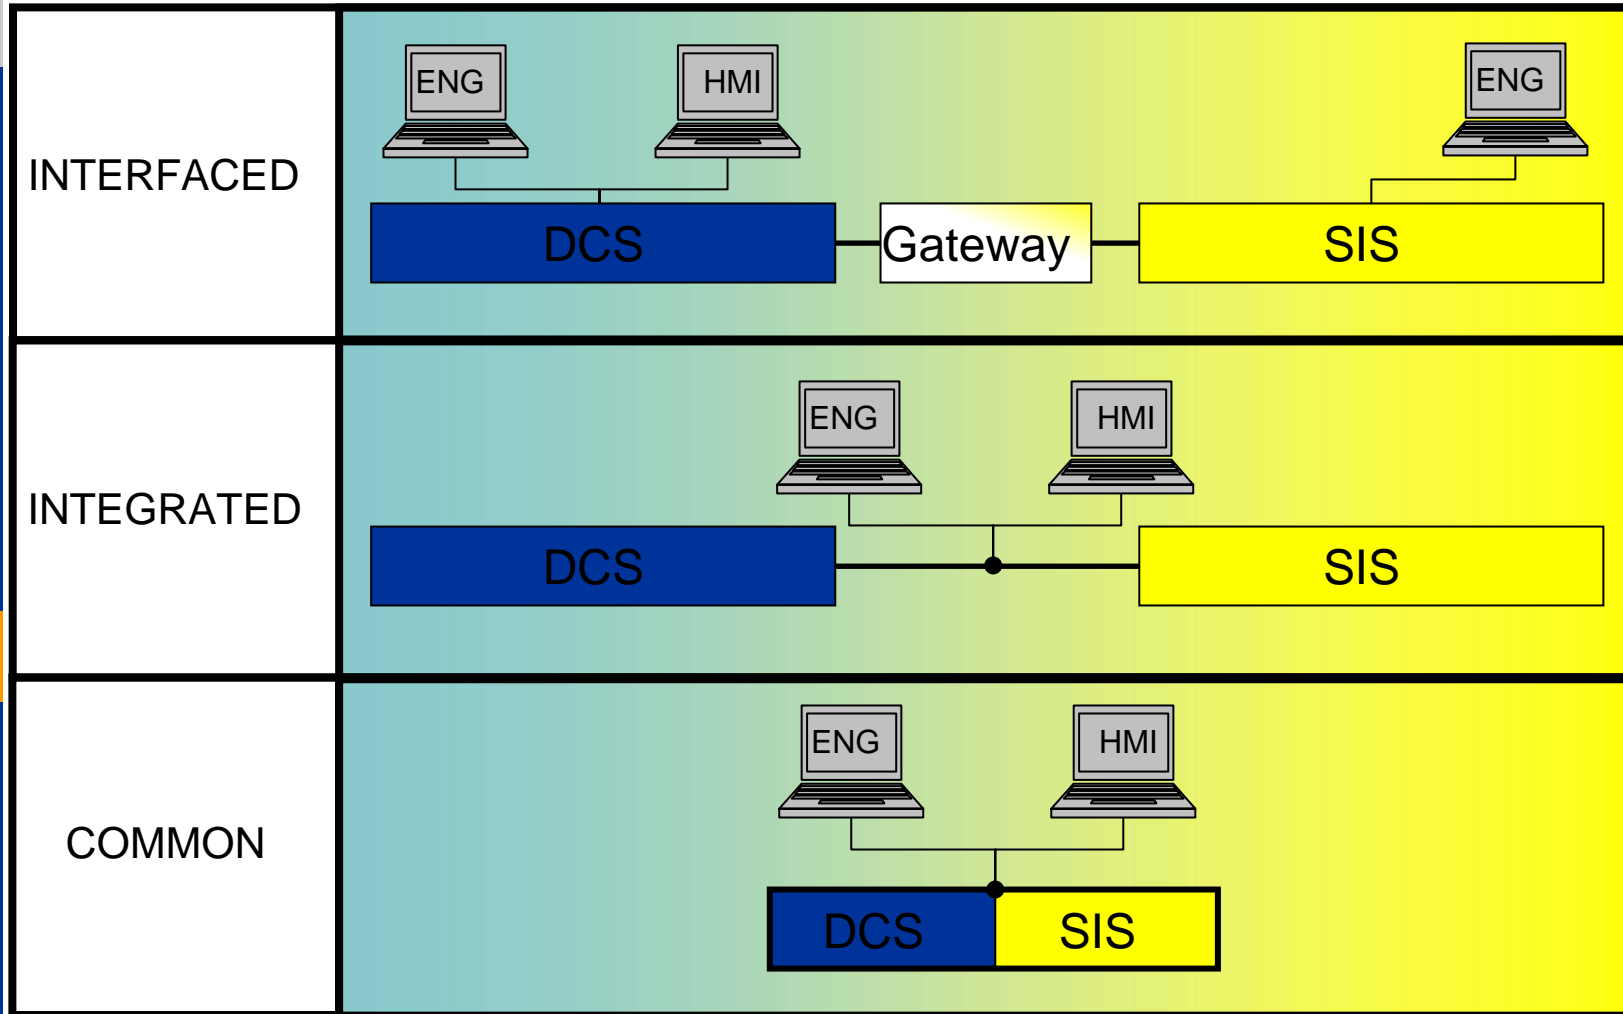 INTERFACED
ENG
HMI
ENG
DCS
Gateway
SIS
INTEGRATED
ENG
HMI
DCS
SIS
COMMON
ENG
HMI
DCS
SIS